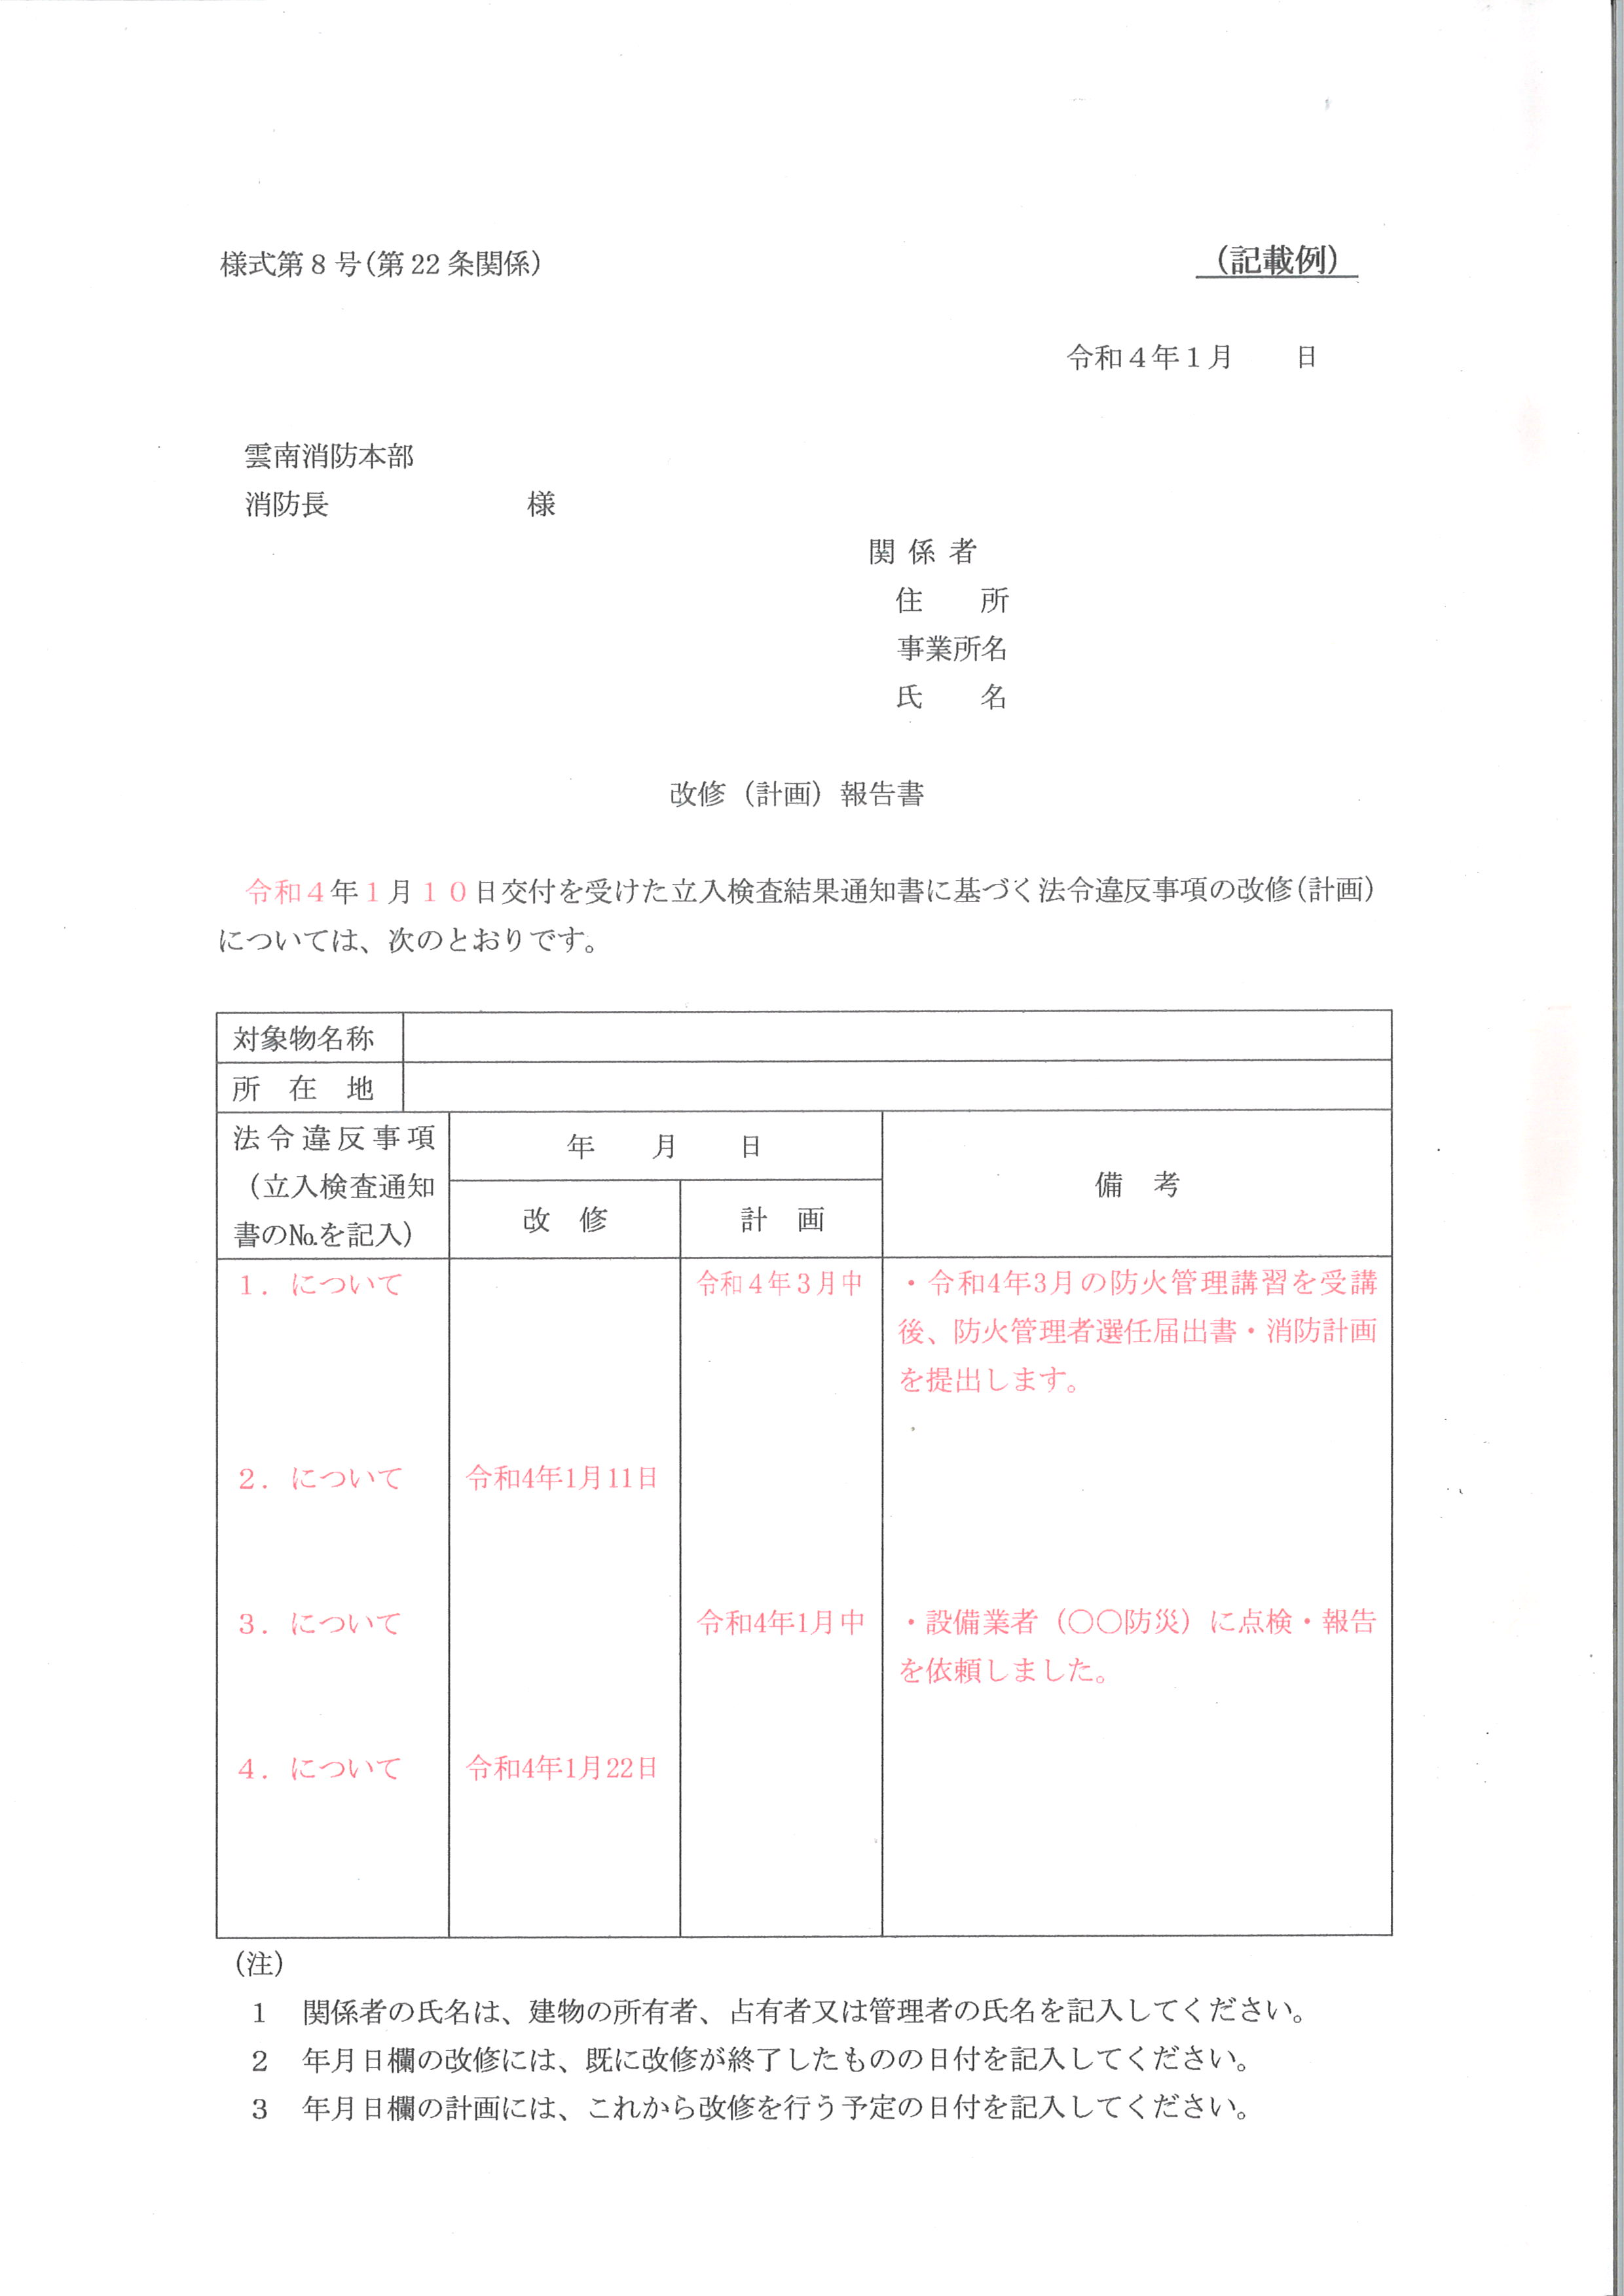 様式第8号(第22条関係)
(記載例)
令和4年1月　　日
雲南消防本部
消防長　　　　　　　様
関 係 者
住　　所
事業所名
氏　　名
改修（計画）報告書
令和4年1月10日交付を受けた立入検査結果通知書に基づく法令違反事項の改修(計画)
については、次のとおりです。
対象物名称
所　在　地
法令違反事項
（立入検査通知
書の№を記入）
年　　月　　日
改　修
計　画
備　考
1．について
令和4年3月中
・令和4年3月の防火管理講習を受講
後、防火管理者選任届出書・消防計画
を提出します。
2．について
令和4年1月11日
3．について
令和4年1月中
・設備業者（〇〇防災）に点検・報告
を依頼しました。
4．について
令和4年1月22日
(注)
1　関係者の氏名は、建物の所有者、占有者又は管理者の氏名を記入してください。
2　年月日欄の改修には、既に改修が終了したものの日付を記入してください。
3　年月日欄の計画には、これから改修を行う予定の日付を記入してください。